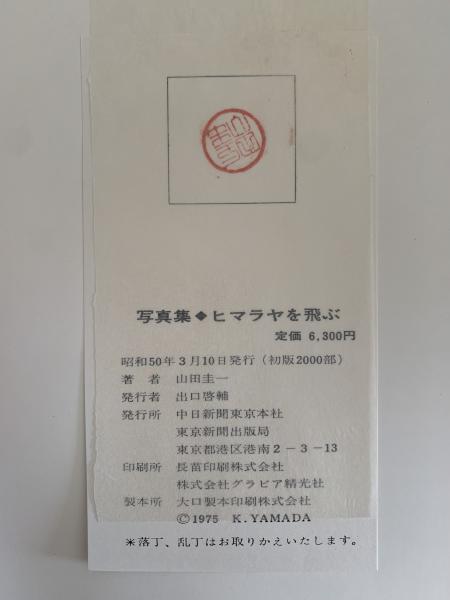 写真集◆ヒマラヤを飛ぶ
定価 6,300円
昭和50年3月10日発行(初版2000部)
著者 山田圭一
発行者 出口啓輔
発行所 中日新聞東京本社
東京新聞出版局
東京都港区港南2-3-13
印刷所 長苗印刷株式会社
株式会社グラビア精光社
製本所 大口製本印刷株式会社
©1975 K.YAMADA
*落丁、乱丁はお取りかえいたします。